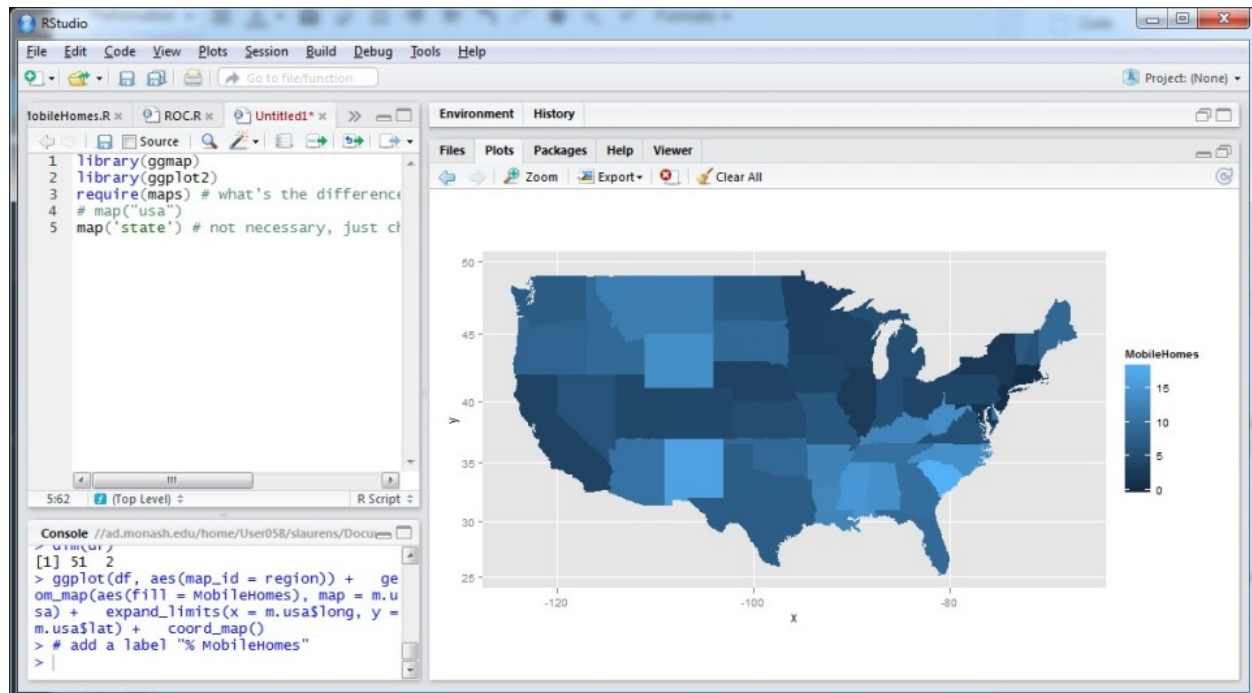 RStudio
File Edit Code View Plots Session Build Debug Tools Help
Go to file/function
Project: (None)
MobileHomes.R ROC.R Untitled1*
Source
1 library(ggmap)
2 library(ggplot2)
3 require(maps) # what's the difference
4 # map("usa")
5 map('state') # not necessary, just ch
5:62 (Top Level) R Script
Console //ad.monash.edu/home/User058/slaurens/Docum
> dim(df)
[1] 51 2
> ggplot(df, aes(map_id = region)) + ge
om_map(aes(fill = MobileHomes), map = m.u
sa) + expand_limits(x = m.usa$long, y =
m.usa$lat) + coord_map()
> # add a label "% MobileHomes"
>
Environment History
Files Plots Packages Help Viewer
Zoom Export Clear All
50
45
40
35
30
25
y
-120 -100 -80
x
MobileHomes
15
10
5
0